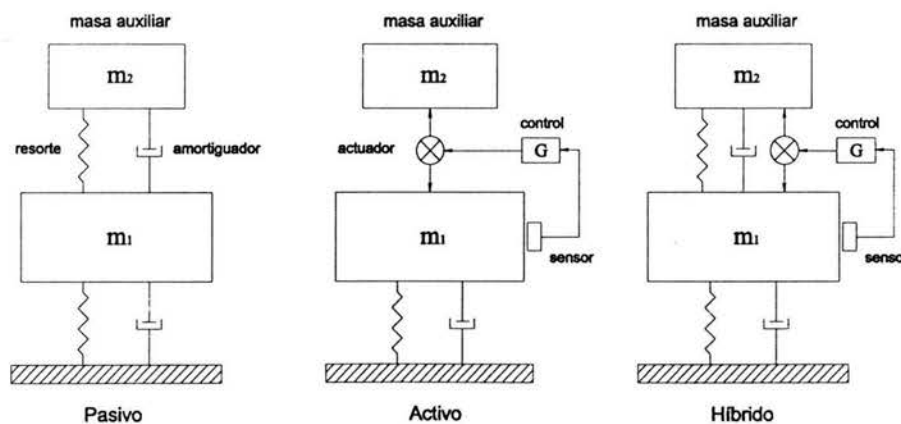 masa auxiliar
m₂
resorte
amortiguador
m₁
Pasivo
masa auxiliar
m₂
control
actuador
G
m₁
sensor
Activo
masa auxiliar
m₂
control
G
m₁
senso
Híbrido